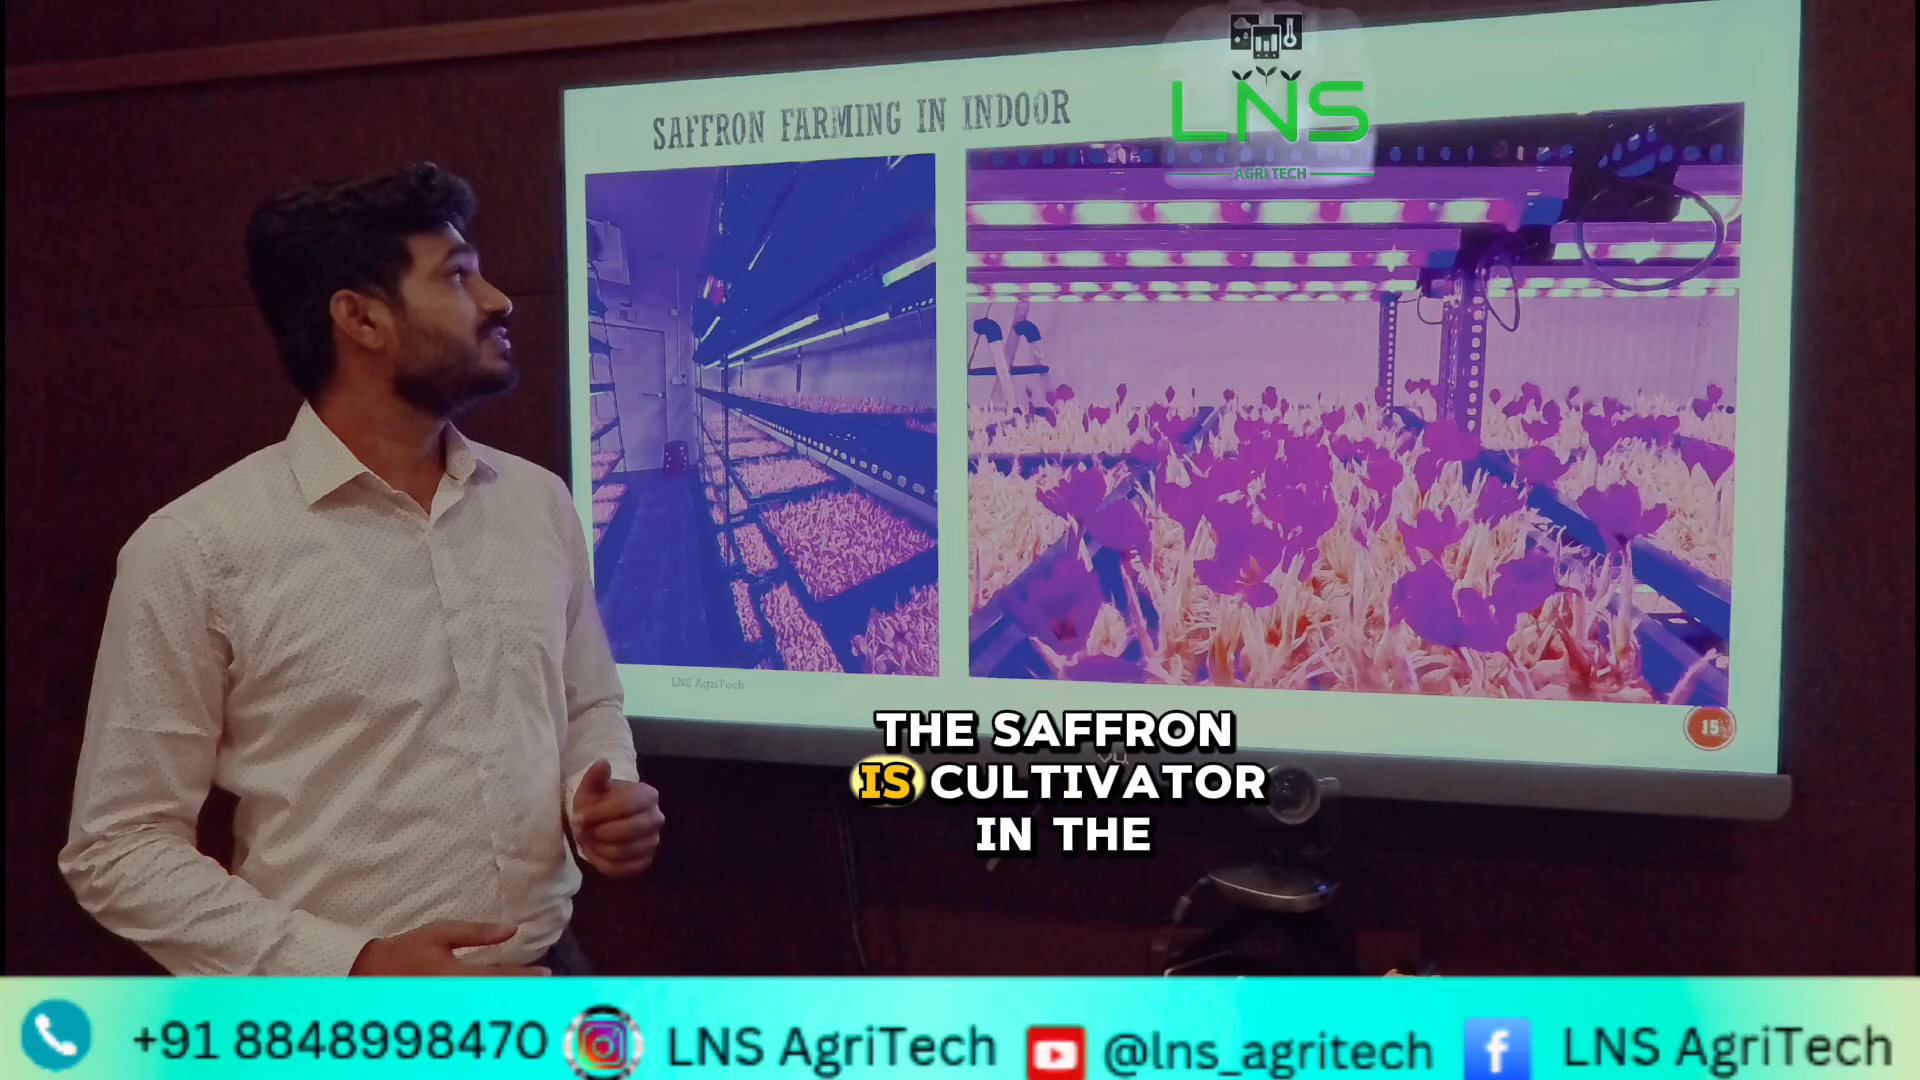 SAFFRON FARMING IN INDOOR
LNS
AGRI TECH
LNS AgriTech
15
THE SAFFRON
IS CULTIVATOR
IN THE
+91 8848998470
LNS AgriTech
@lns_agritech
LNS AgriTech